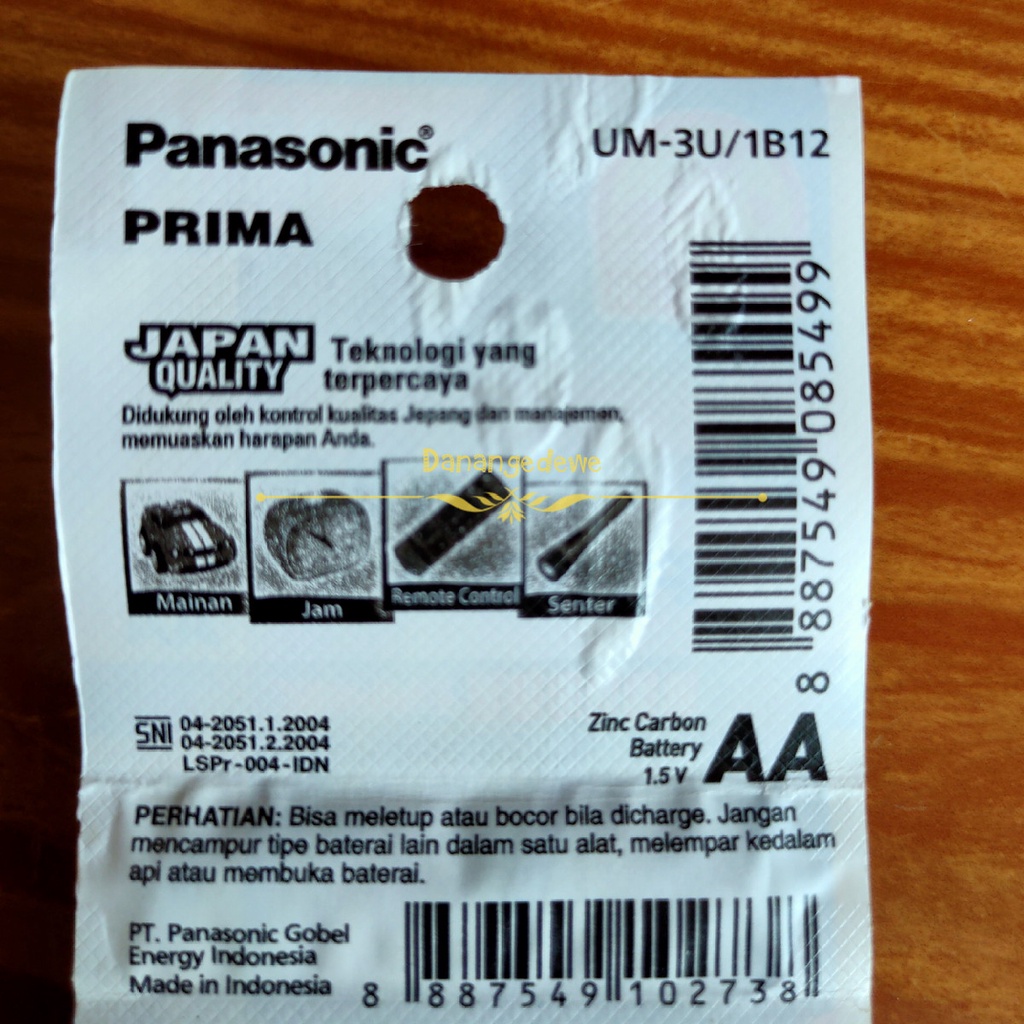 Panasonic®
UM-3U/1B12
PRIMA
JAPAN
QUALITY
Teknologi yang
terpercaya
Didukung oleh kontrol kualitas Jepang dan manajemen,
memuaskan harapan Anda.
Danangedewe
Mainan
Jam
Remote Control
Senter
8 887549 085499
SNI
04-2051.1.2004
04-2051.2.2004
LSPr-004-IDN
Zinc Carbon
Battery
1.5 V
AA
PERHATIAN: Bisa meletup atau bocor bila dicharge. Jangan
mencampur tipe baterai lain dalam satu alat, melempar kedalam
api atau membuka baterai.
PT. Panasonic Gobel
Energy Indonesia
Made in Indonesia
8 887549 102738